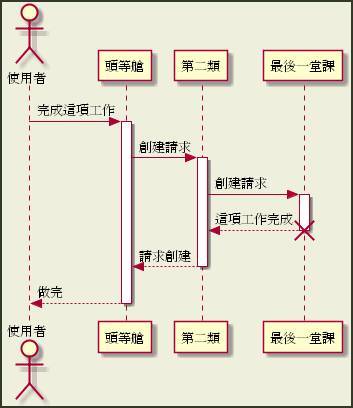 使用者
頭等艙
第二類
最後一堂課
完成這項工作
創建請求
創建請求
這項工作完成
請求創建
做完
使用者
頭等艙
第二類
最後一堂課